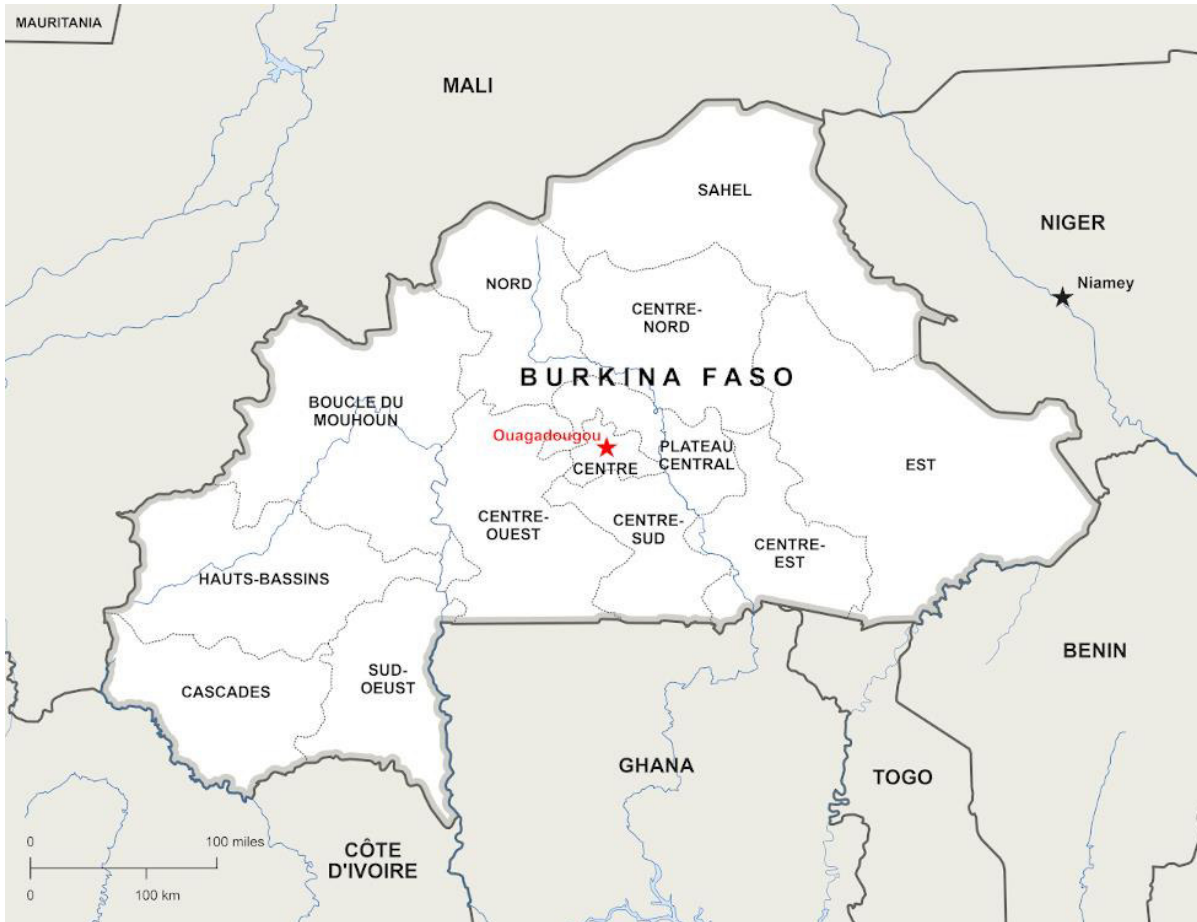 MAURITANIA
MALI
SAHEL
NIGER
Niamey
NORD
CENTRE-
NORD
BURKINA FASO
BOUCLE DU
MOUHOUN
Ouagadougou
PLATEAU
CENTRAL
CENTRE
EST
CENTRE-
OUEST
CENTRE-
SUD
CENTRE-
EST
HAUTS-BASSINS
BENIN
SUD-
OEUST
CASCADES
GHANA
TOGO
CÔTE
D'IVOIRE
0 100 miles
0 100 km